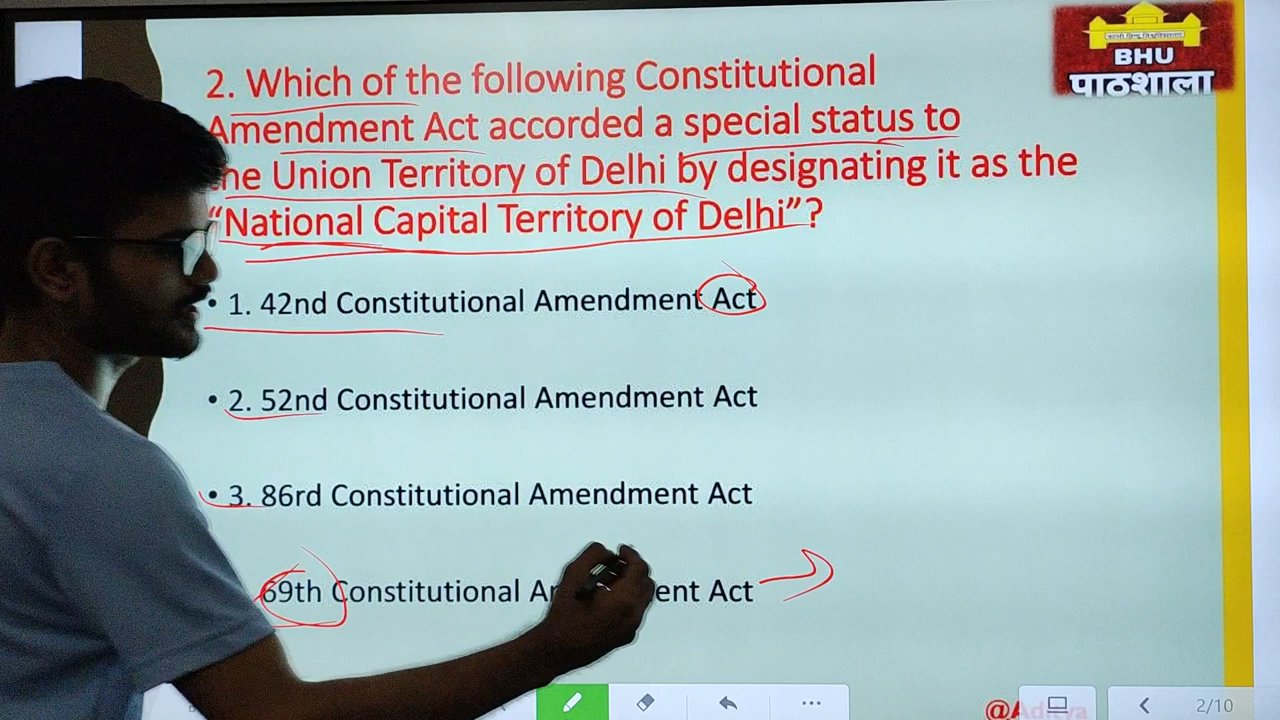 BHU
पाठशाला
2. Which of the following Constitutional
Amendment Act accorded a special status to
the Union Territory of Delhi by designating it as the
“National Capital Territory of Delhi”?
• 1. 42nd Constitutional Amendment Act
• 2. 52nd Constitutional Amendment Act
• 3. 86rd Constitutional Amendment Act
69th Constitutional Act
2/10